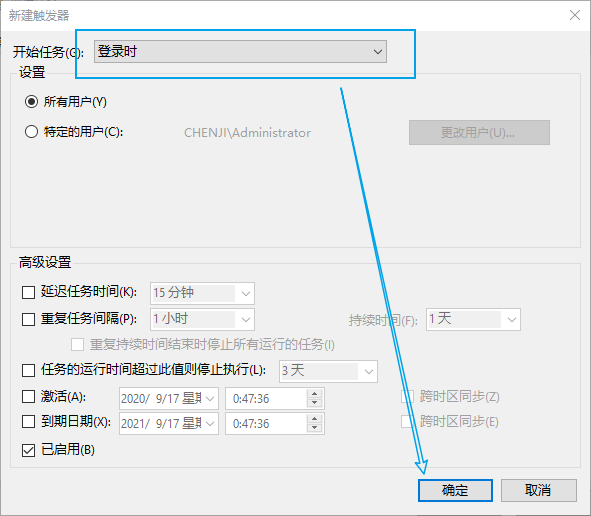 新建触发器
开始任务(G): 登录时
设置
所有用户(Y)
特定的用户(C): CHENJI\Administrator 更改用户(U)...
高级设置
延迟任务时间(K): 15 分钟
重复任务间隔(P): 1 小时 持续时间(F): 1 天
重复持续时间结束时停止所有运行的任务(I)
任务的运行时间超过此值则停止执行(L): 3 天
激活(A): 2020/ 9/17 星期 0:47:36 跨时区同步(Z)
到期日期(X): 2021/ 9/17 星期 0:47:36 跨时区同步(E)
已启用(B)
确定 取消